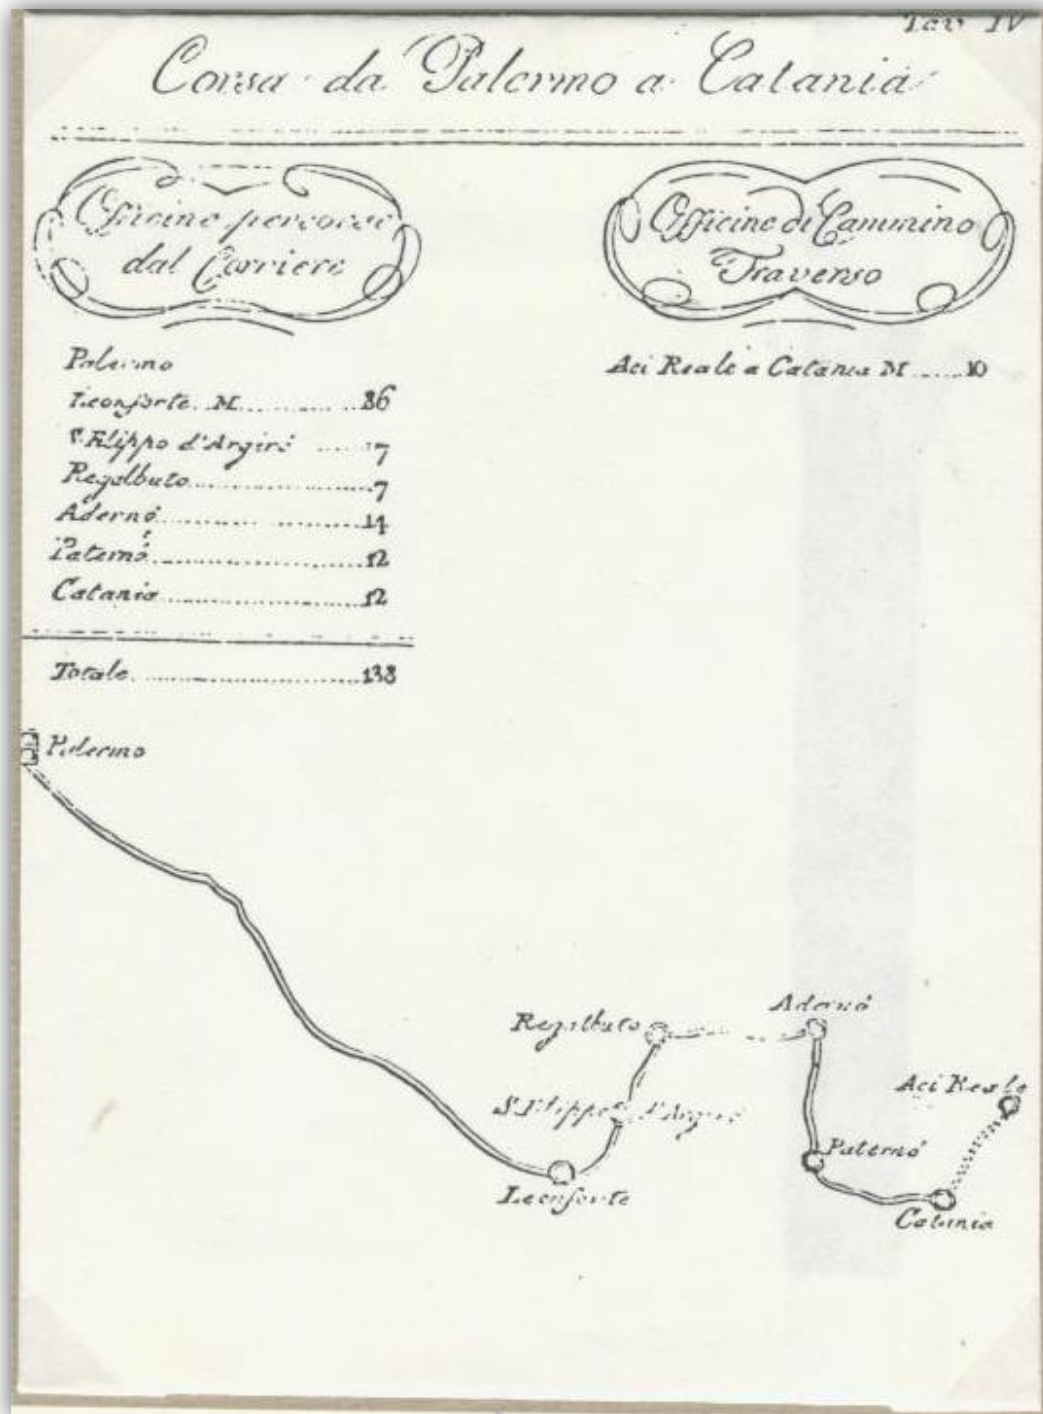 Tav IV
Corsa da Palermo a Catania
Officine percorse
dal Corriere
Palermo
Leonforte. M. .......... 86
S. Filippo d'Argirò ..... 7
Regalbuto ............... 7
Adernò .................. 14
Paternò ................. 12
Catania ................. 12
Totale .................. 138
Officine di Cammino
Traverso
Aci Reale a Catania M ..... 10
Palermo
Regalbuto
Adernó
S. Filippo d'Argirò
Aci Reale
Paternó
Leonforte
Catania